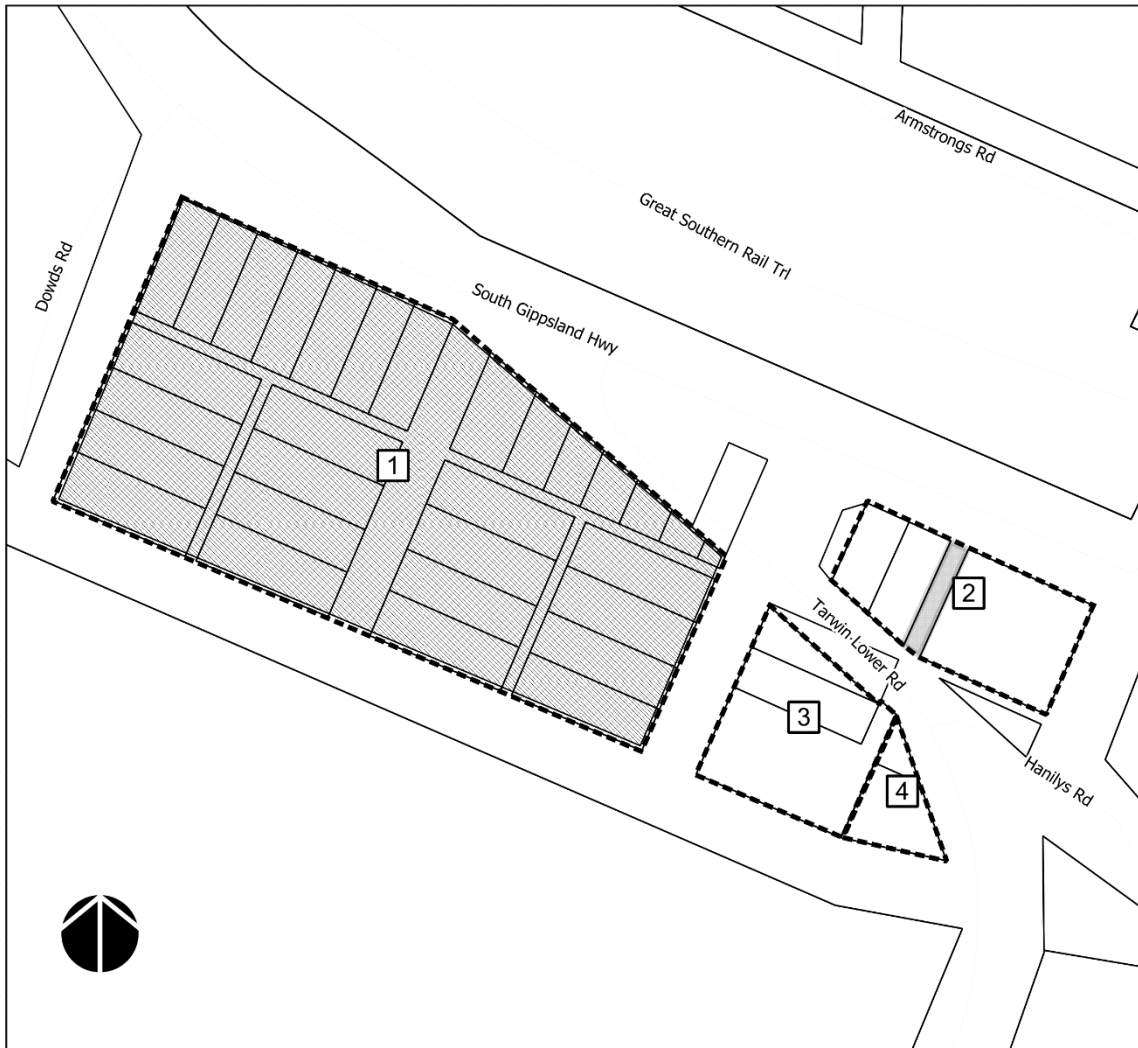 Armstrongs Rd
Great Southern Rail Trl
Dowds Rd
South Gippsland Hwy
1
2
Tarwin Lower Rd
3
Hanilys Rd
4